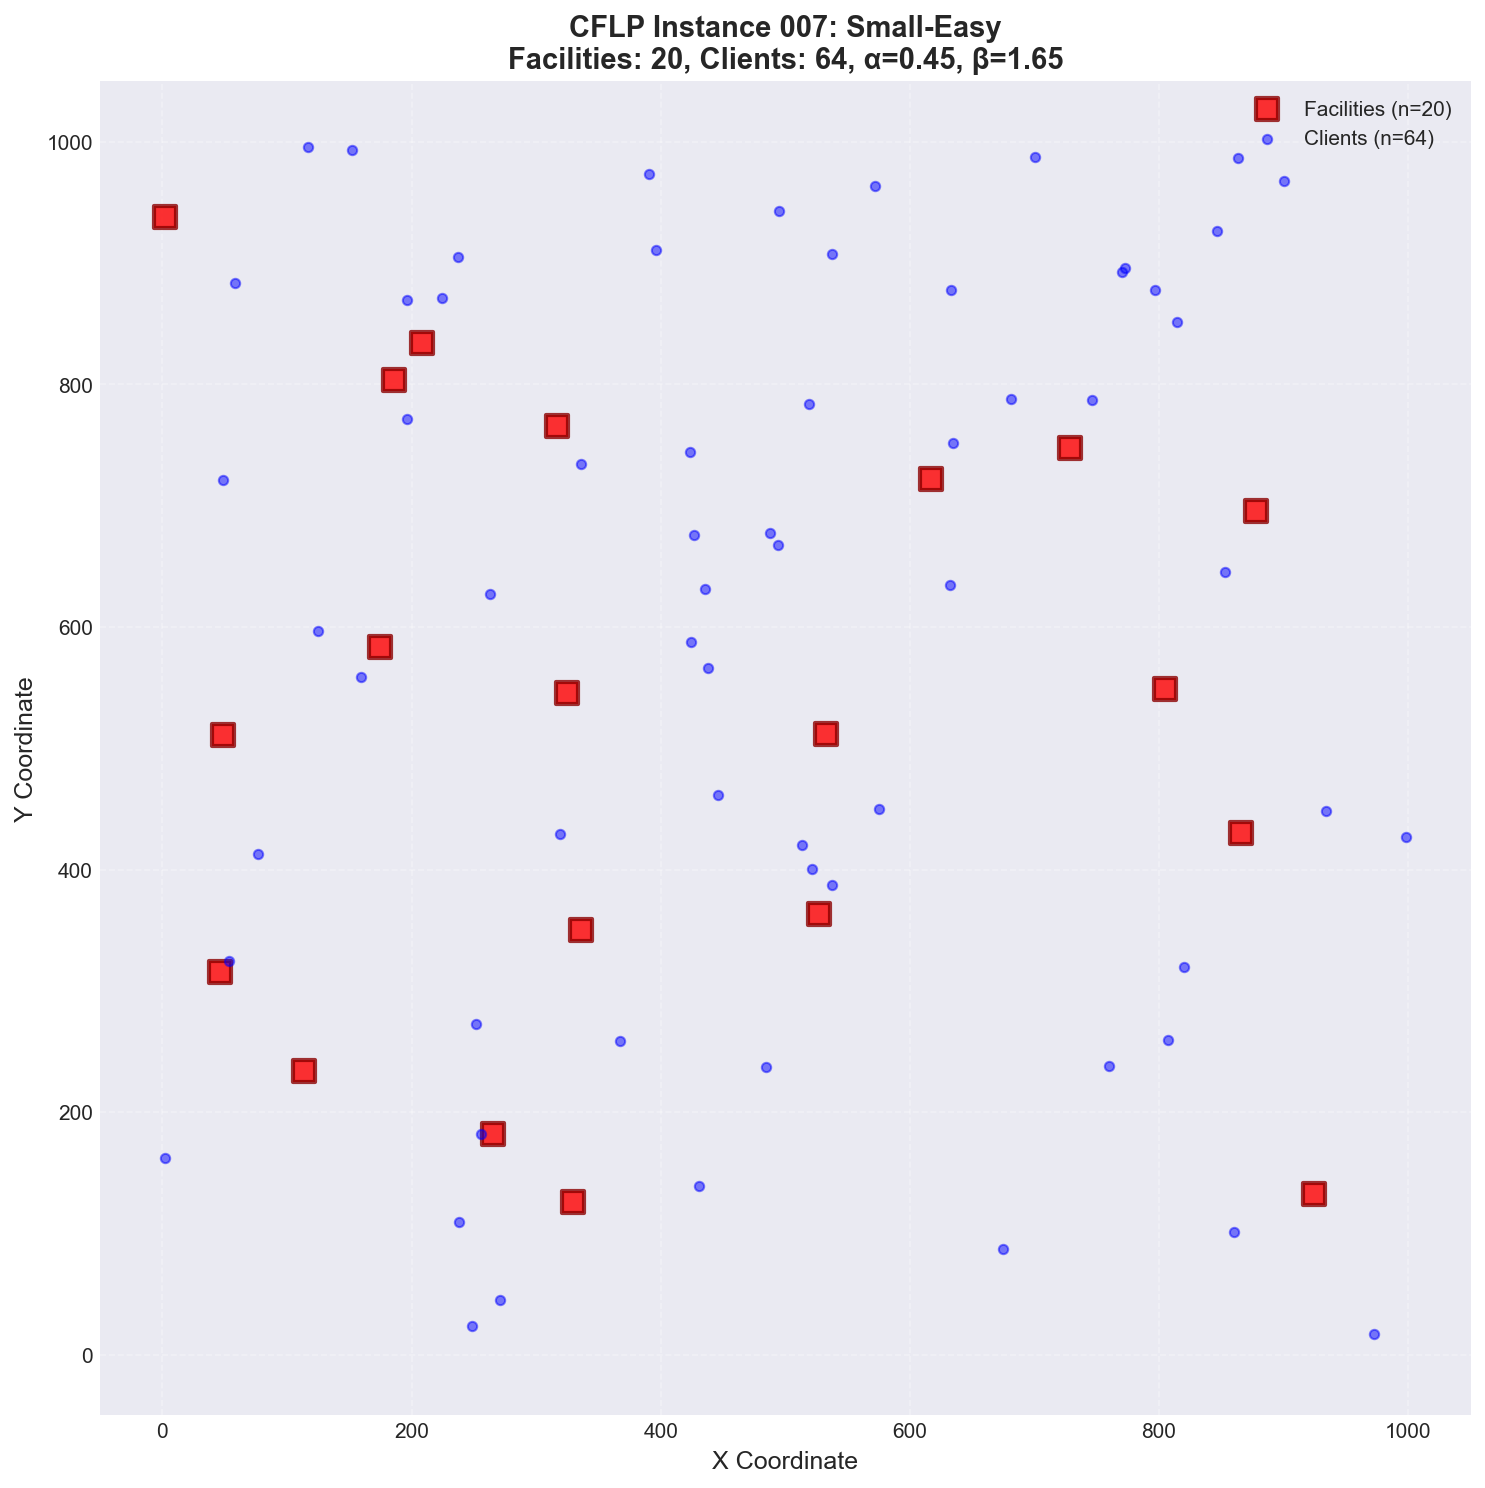 CFLP Instance 007: Small-Easy
Facilities: 20, Clients: 64, α=0.45, β=1.65
Facilities (n=20)
Clients (n=64)
Y Coordinate
1000
800
600
400
200
0
0
200
400
600
800
1000
X Coordinate